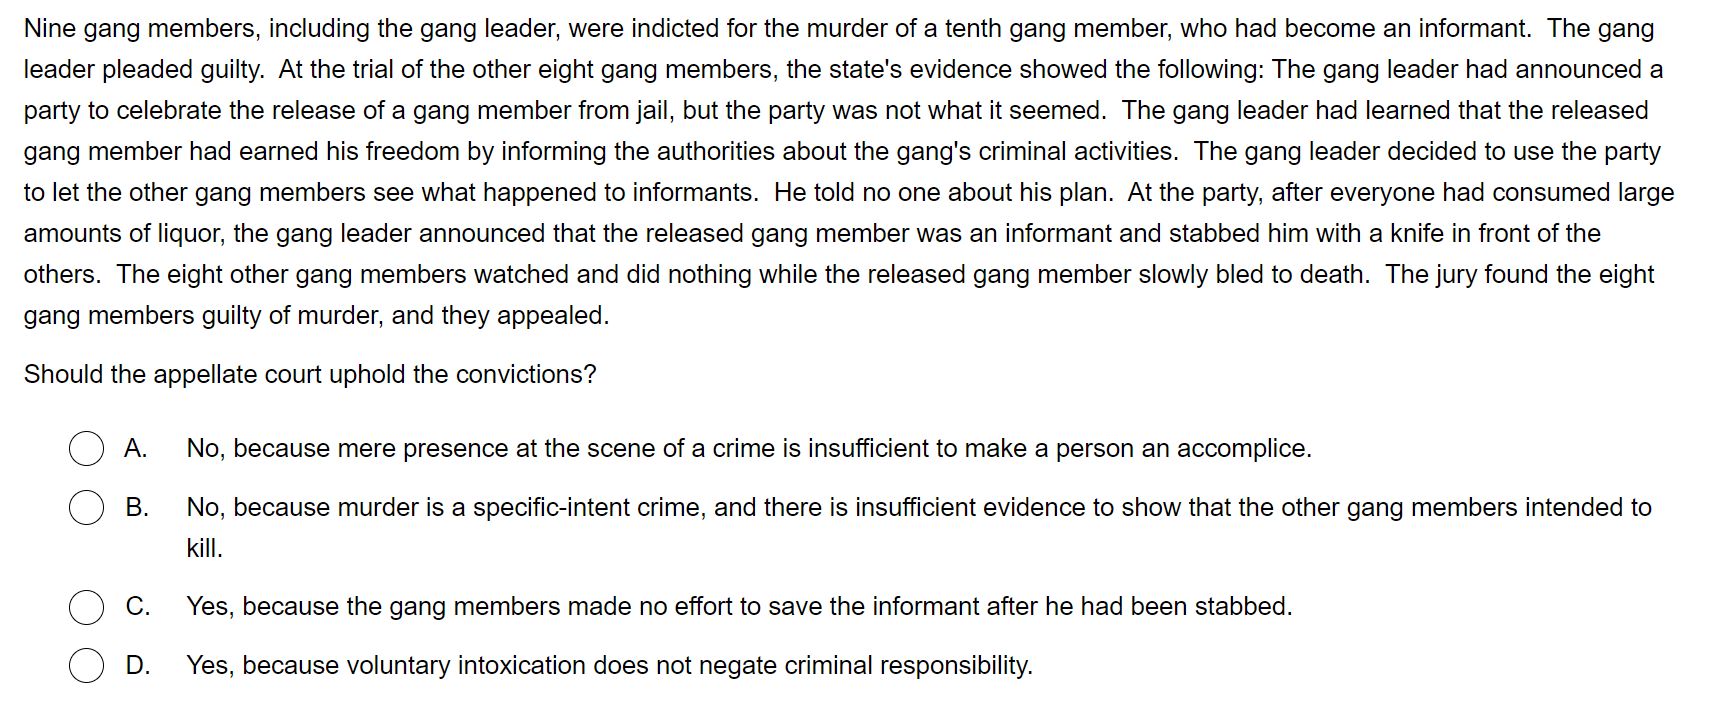 Nine gang members, including the gang leader, were indicted for the murder of a tenth gang member, who had become an informant.  The gang
leader pleaded guilty.  At the trial of the other eight gang members, the state's evidence showed the following: The gang leader had announced a
party to celebrate the release of a gang member from jail, but the party was not what it seemed.  The gang leader had learned that the released
gang member had earned his freedom by informing the authorities about the gang's criminal activities.  The gang leader decided to use the party
to let the other gang members see what happened to informants.  He told no one about his plan.  At the party, after everyone had consumed large
amounts of liquor, the gang leader announced that the released gang member was an informant and stabbed him with a knife in front of the
others.  The eight other gang members watched and did nothing while the released gang member slowly bled to death.  The jury found the eight
gang members guilty of murder, and they appealed.
Should the appellate court uphold the convictions?
A. No, because mere presence at the scene of a crime is insufficient to make a person an accomplice.
B. No, because murder is a specific-intent crime, and there is insufficient evidence to show that the other gang members intended to
kill.
C. Yes, because the gang members made no effort to save the informant after he had been stabbed.
D. Yes, because voluntary intoxication does not negate criminal responsibility.